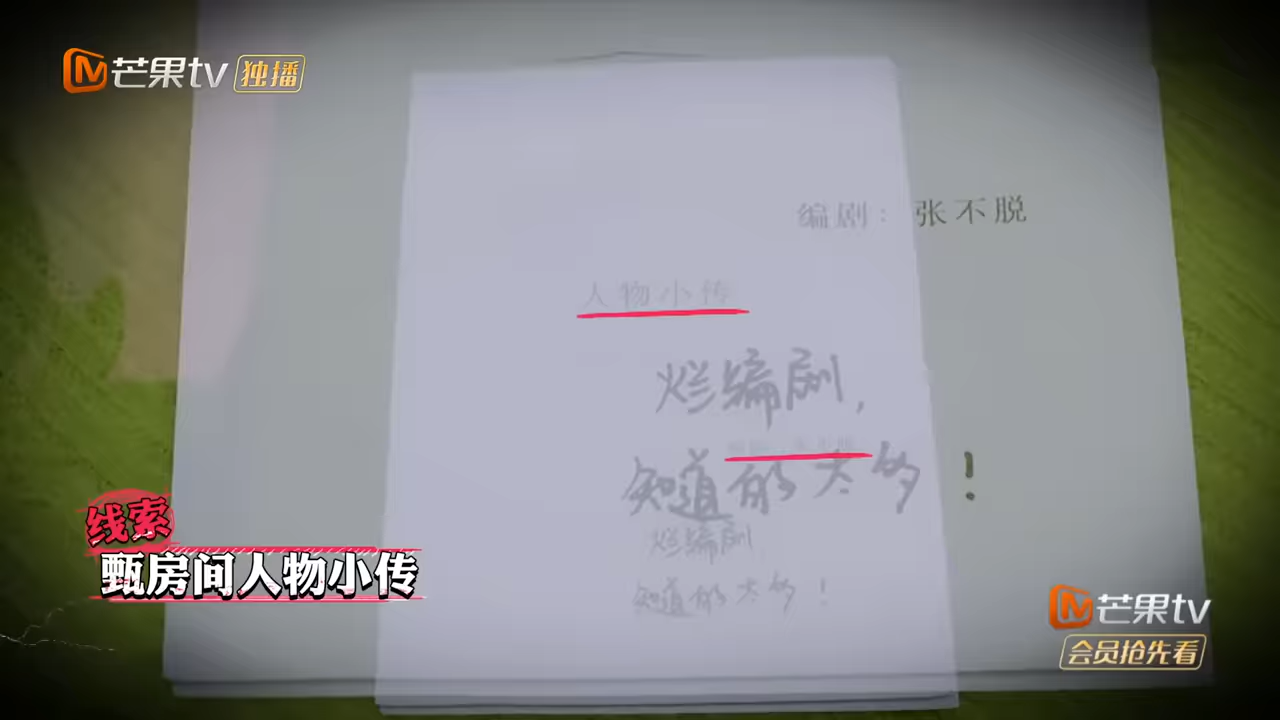 芒果tv 独播
编剧：张不脱
人物小传
烂编剧，
知道的太多！
烂编剧
知道的太多！
线索
甄房间人物小传
芒果tv
会员抢先看